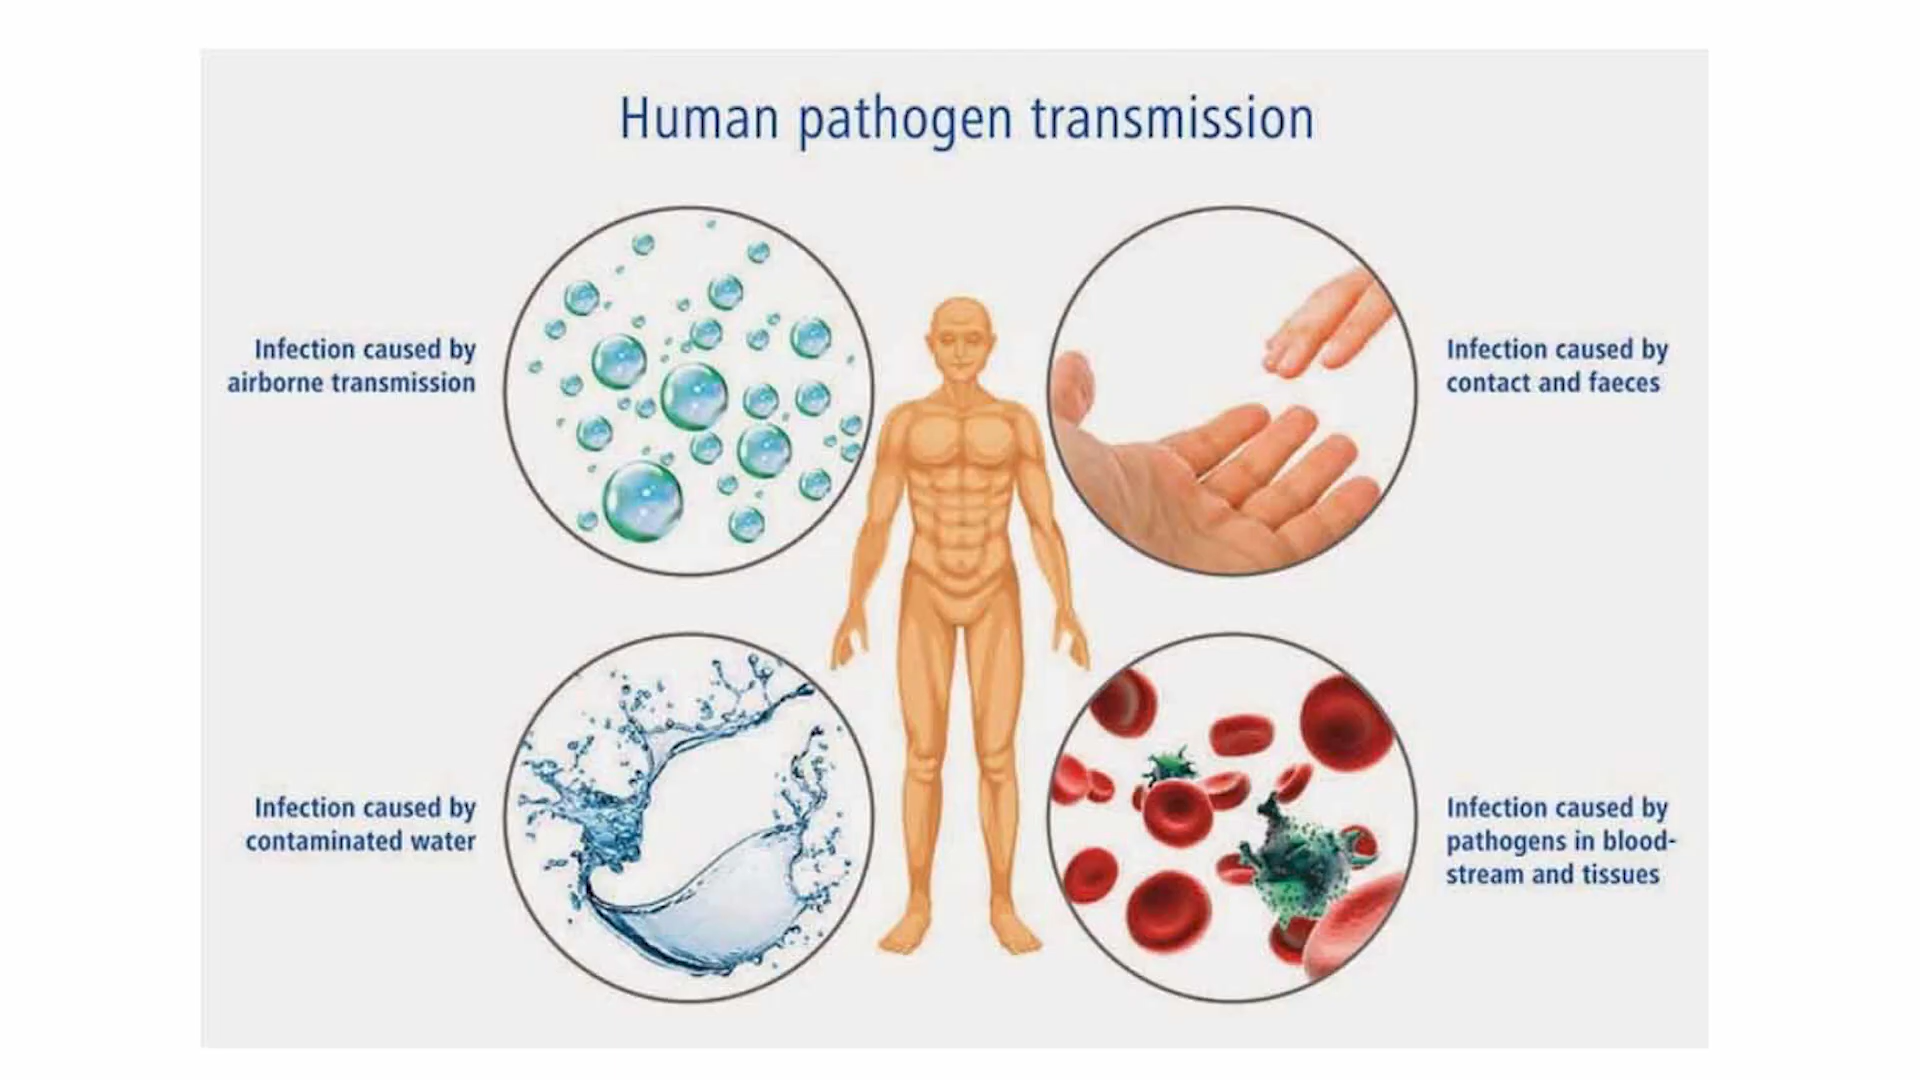 Human pathogen transmission
Infection caused by
airborne transmission
Infection caused by
contact and faeces
Infection caused by
contaminated water
Infection caused by
pathogens in blood-
stream and tissues